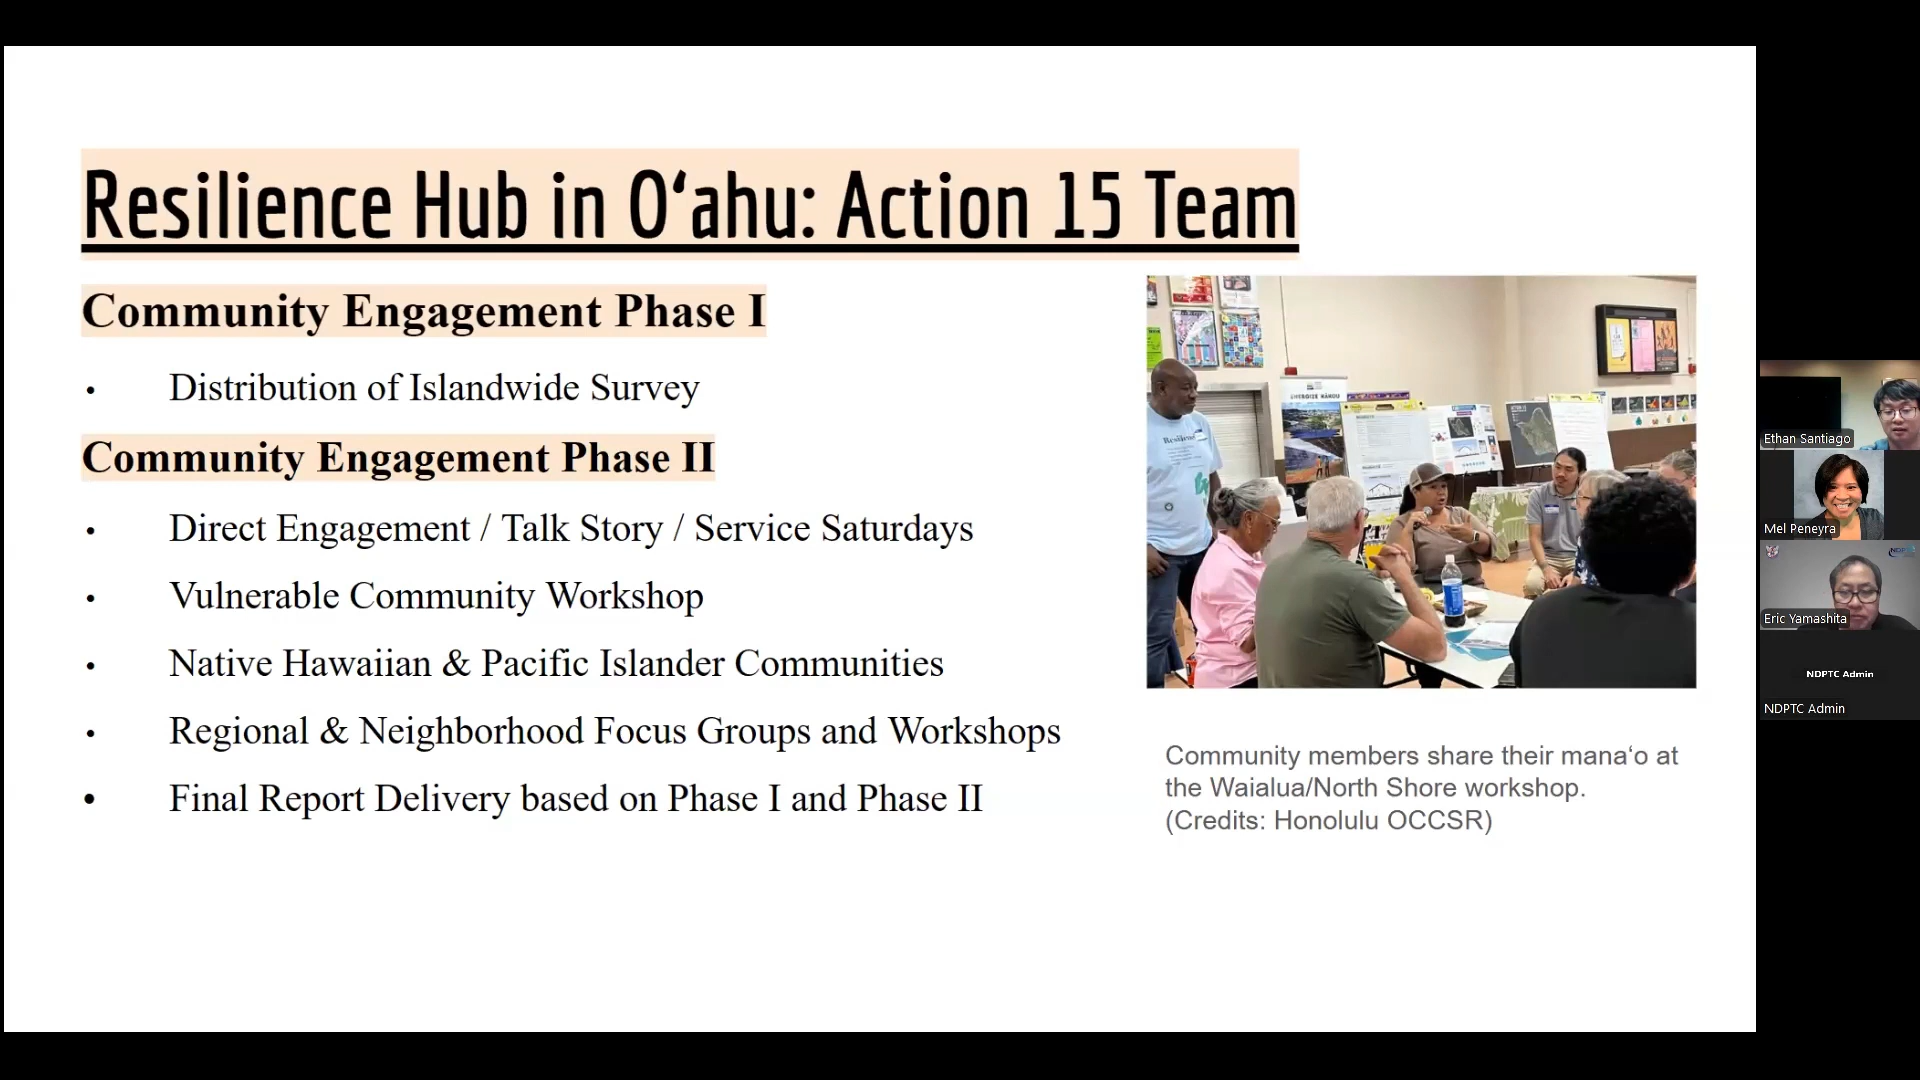 Resilience Hub in Oʻahu: Action 15 Team
Community Engagement Phase I
• Distribution of Islandwide Survey
Community Engagement Phase II
• Direct Engagement / Talk Story / Service Saturdays
• Vulnerable Community Workshop
• Native Hawaiian & Pacific Islander Communities
• Regional & Neighborhood Focus Groups and Workshops
• Final Report Delivery based on Phase I and Phase II
Community members share their manaʻo at
the Waialua/North Shore workshop.
(Credits: Honolulu OCCSR)
Ethan Santiago
Mel Peneyra
Eric Yamashita
NDPTC Admin
NDPTC Admin